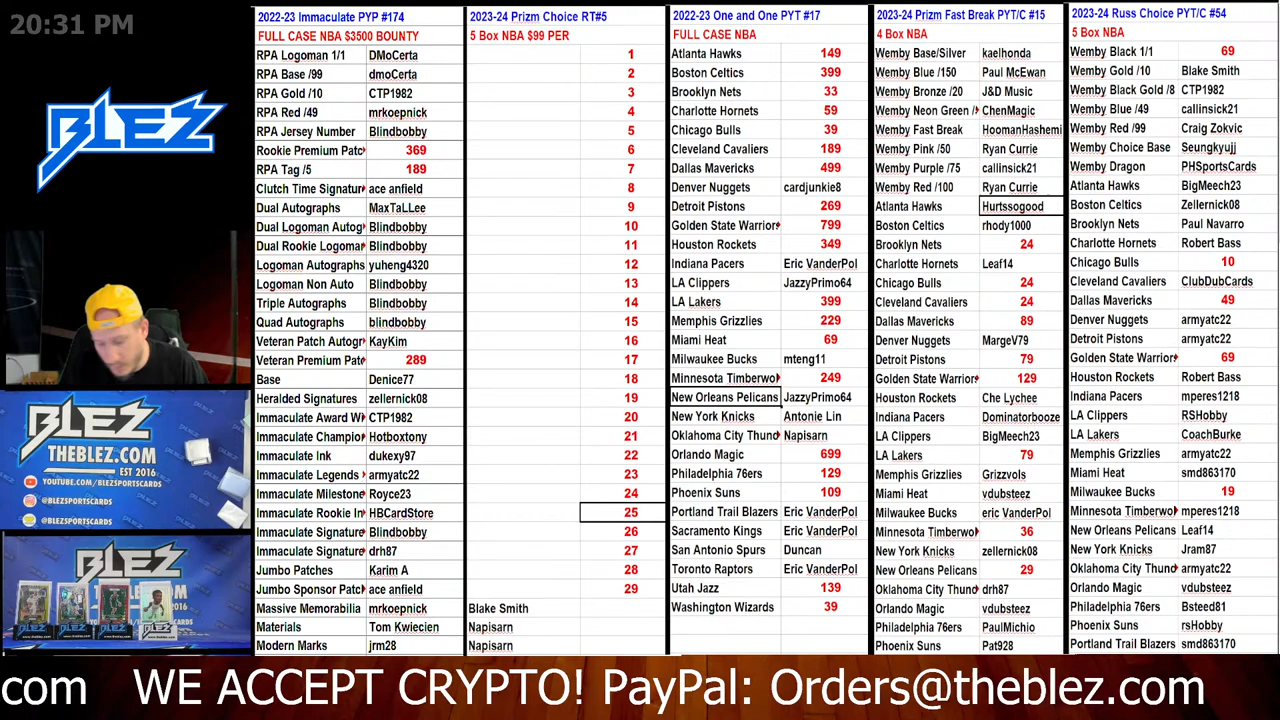 20:31 PM
BLEZ
BLEZ
THEBLEZ.COM
EST 2016
YOUTUBE.COM/BLEZSPORTSCARDS
@BLEZSPORTSCARDS
@BLEZSPORTSCARDS
BLEZ
2022-23 Immaculate PYP #174
FULL CASE NBA $3500 BOUNTY
RPA Logoman 1/1 DMoCerta
RPA Base /99 dmoCerta
RPA Gold /10 CTP1982
RPA Red /49 mrkoepnick
RPA Jersey Number Blindbobby
Rookie Premium Patc 369
RPA Tag /5 189
Clutch Time Signatur ace anfield
Dual Autographs MaxTaLLee
Dual Logoman Autog Blindbobby
Dual Rookie Logoma Blindbobby
Logoman Autographs yuheng4320
Logoman Non Auto Blindbobby
Triple Autographs Blindbobby
Quad Autographs blindbobby
Veteran Patch Autogr KayKim
Veteran Premium Pat 289
Base Denice77
Heralded Signatures zellernick08
Immaculate Award W CTP1982
Immaculate Champio Hotboxtony
Immaculate Ink dukexy97
Immaculate Legends armyatc22
Immaculate Milestone Royce23
Immaculate Rookie In HBCardStore
Immaculate Signature Blindbobby
Immaculate Signature drh87
Jumbo Patches Karim A
Jumbo Sponsor Patc ace anfield
Massive Memorabilia mrkoepnick
Materials Tom Kwiecien
Modern Marks jrm28
2023-24 Prizm Choice RT#5
5 Box NBA $99 PER
1
2
3
4
5
6
7
8
9
10
11
12
13
14
15
16
17
18
19
20
21
22
23
24
25
26
27
28
29
Blake Smith
Napisarn
Napisarn
2022-23 One and One PYT #17
FULL CASE NBA
Atlanta Hawks 149
Boston Celtics 399
Brooklyn Nets 33
Charlotte Hornets 59
Chicago Bulls 39
Cleveland Cavaliers 189
Dallas Mavericks 499
Denver Nuggets cardjunkie8
Detroit Pistons 269
Golden State Warrior 799
Houston Rockets 349
Indiana Pacers Eric VanderPol
LA Clippers JazzyPrimo64
LA Lakers 399
Memphis Grizzlies 229
Miami Heat 69
Milwaukee Bucks mteng11
Minnesota Timberwo 249
New Orleans Pelicans JazzyPrimo64
New York Knicks Antonie Lin
Oklahoma City Thund Napisarn
Orlando Magic 699
Philadelphia 76ers 129
Phoenix Suns 109
Portland Trail Blazers Eric VanderPol
Sacramento Kings Eric VanderPol
San Antonio Spurs Duncan
Toronto Raptors Eric VanderPol
Utah Jazz 139
Washington Wizards 39
2023-24 Prizm Fast Break PYT/C #15
4 Box NBA
Wemby Base/Silver kaelhonda
Wemby Blue /150 Paul McEwan
Wemby Bronze /20 J&D Music
Wemby Neon Green / ChenMagic
Wemby Fast Break HoomanHashemi
Wemby Pink /50 Ryan Currie
Wemby Purple /75 callinsick21
Wemby Red /100 Ryan Currie
Atlanta Hawks Hurtssogood
Boston Celtics rhody1000
Brooklyn Nets 24
Charlotte Hornets Leaf14
Chicago Bulls 24
Cleveland Cavaliers 24
Dallas Mavericks 89
Denver Nuggets MargeV79
Detroit Pistons 79
Golden State Warrior 129
Houston Rockets Che Lychee
Indiana Pacers Dominatorbooze
LA Clippers BigMeech23
LA Lakers 79
Memphis Grizzlies Grizzvols
Miami Heat vdubsteez
Milwaukee Bucks eric VanderPol
Minnesota Timberwo 36
New York Knicks zellernick08
New Orleans Pelicans 29
Oklahoma City Thund drh87
Orlando Magic vdubsteez
Philadelphia 76ers PaulMichio
Phoenix Suns Pat928
2023-24 Russ Choice PYT/C #54
5 Box NBA
Wemby Black 1/1 69
Wemby Gold /10 Blake Smith
Wemby Black Gold /8 CTP1982
Wemby Blue /49 callinsick21
Wemby Red /99 Craig Zokvic
Wemby Choice Base Seungkyujj
Wemby Dragon PHSportsCards
Atlanta Hawks BigMeech23
Boston Celtics Zellernick08
Brooklyn Nets Paul Navarro
Charlotte Hornets Robert Bass
Chicago Bulls 10
Cleveland Cavaliers ClubDubCards
Dallas Mavericks 49
Denver Nuggets armyatc22
Detroit Pistons armyatc22
Golden State Warrior 69
Houston Rockets Robert Bass
Indiana Pacers mperes1218
LA Clippers RSHobby
LA Lakers CoachBurke
Memphis Grizzlies armyatc22
Miami Heat smd863170
Milwaukee Bucks 19
Minnesota Timberwo mperes1218
New Orleans Pelicans Leaf14
New York Knicks Jram87
Oklahoma City Thund armyatc22
Orlando Magic vdubsteez
Philadelphia 76ers Bsteed81
Phoenix Suns rsHobby
Portland Trail Blazers smd863170
com WE ACCEPT CRYPTO! PayPal: Orders@theblez.com